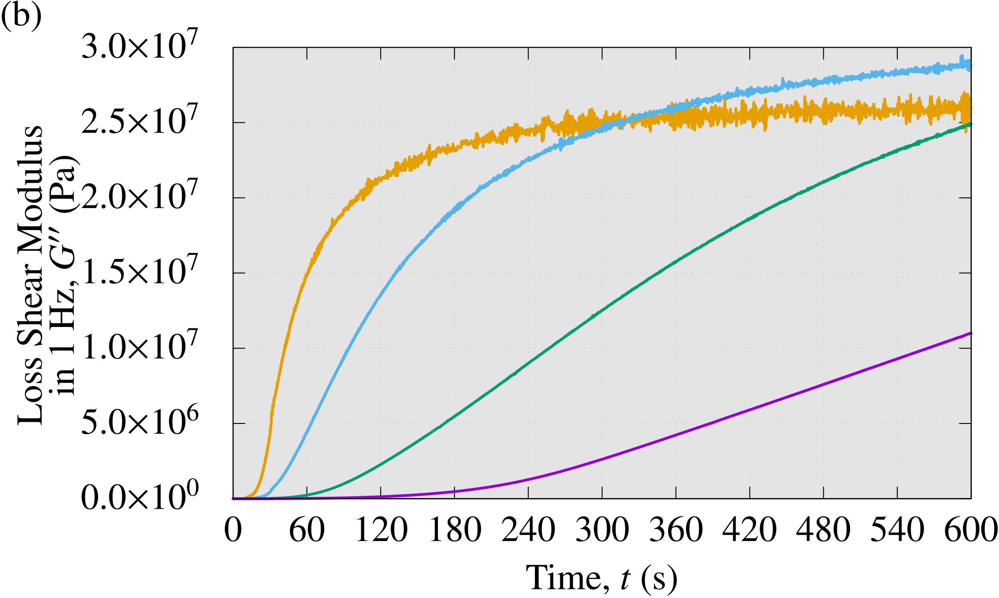 (b)
3.0×10⁷
2.5×10⁷
2.0×10⁷
1.5×10⁷
1.0×10⁷
5.0×10⁶
0.0×10⁰
Loss Shear Modulus
in 1 Hz, G′′ (Pa)
0 60 120 180 240 300 360 420 480 540 600
Time, t (s)